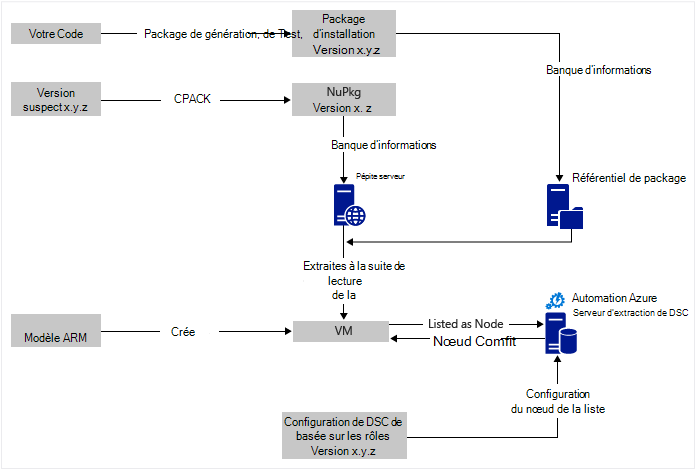 Votre Code
Package de génération, de Test,
Package
d'installation
Version x.y.z
Banque d'informations
Version
suspect x.y.z
CPACK
NuPkg
Version x. z
Banque d'informations
Pépite serveur
Référentiel de package
Extraites à la suite de
lecture
de la
Automation Azure
Serveur d'extraction de DSC
Modèle ARM
Crée
VM
Listed as Node
Nœud Comfit
Configuration
du nœud de la liste
Configuration de DSC de
basée sur les rôles
Version x.y.z